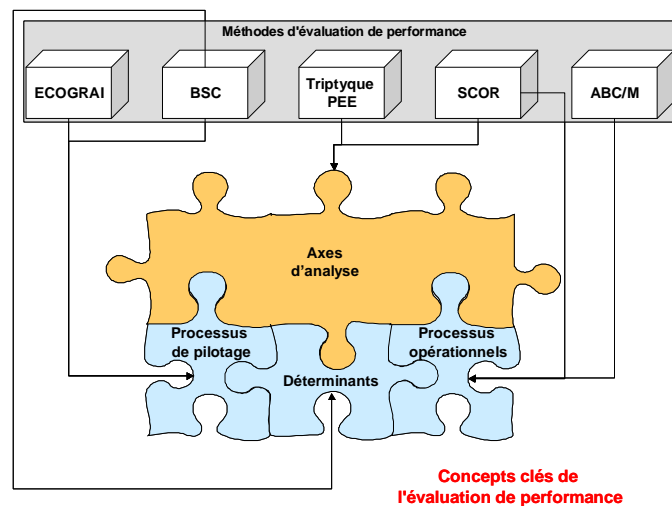 Méthodes d'évaluation de performance
ECOGRAI
BSC
Triptyque
PEE
SCOR
ABC/M
Axes
d'analyse
Processus
de pilotage
Processus
opérationnels
Déterminants
Concepts clés de
l'évaluation de performance